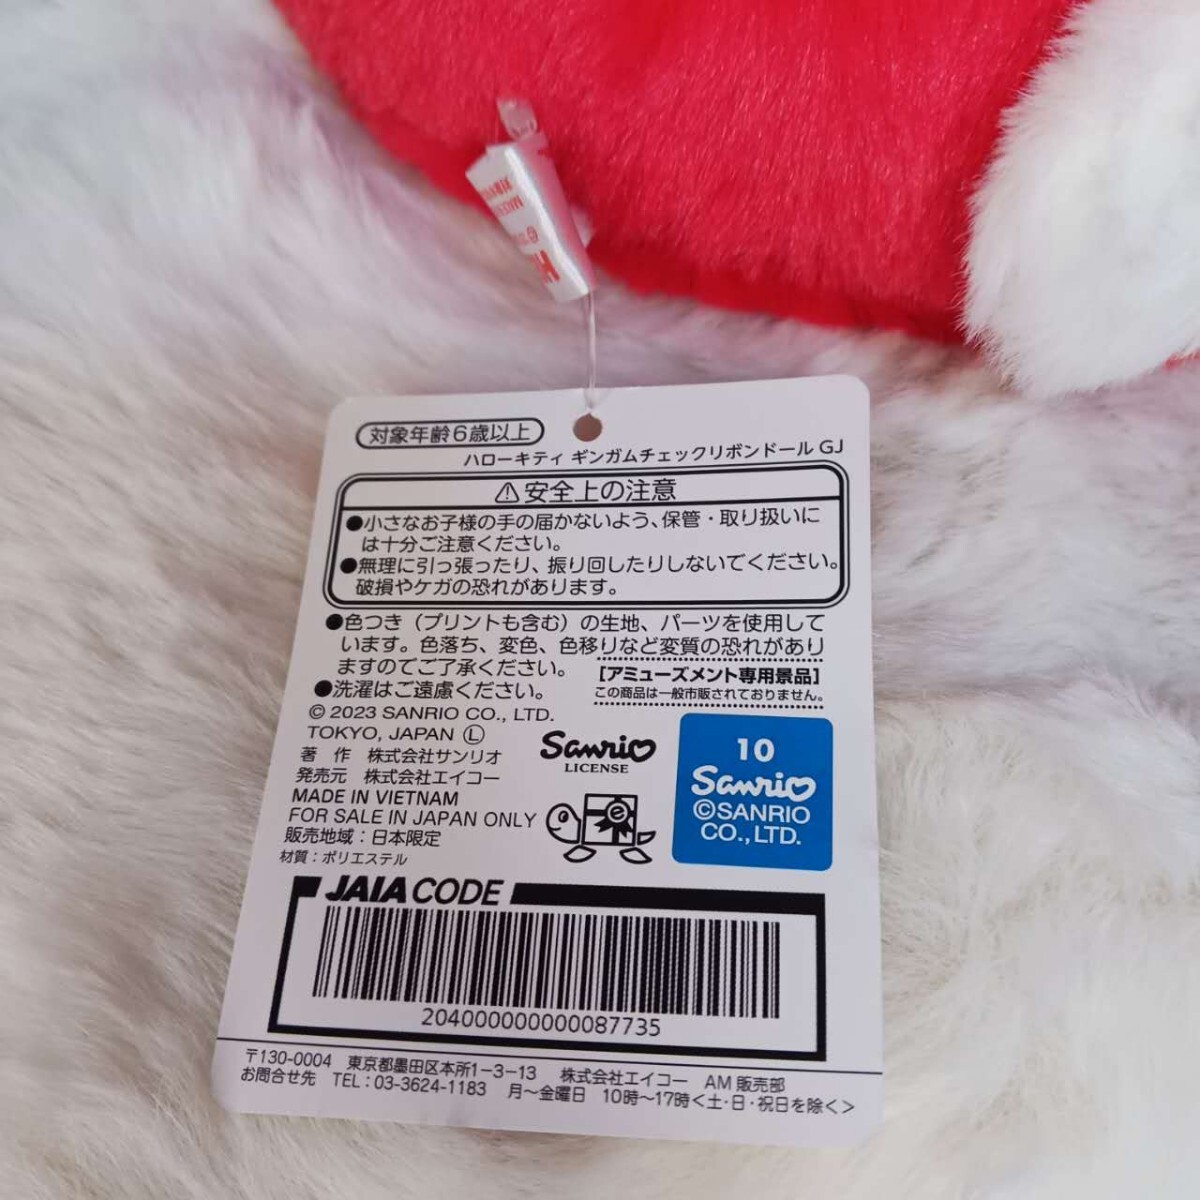 対象年齢6歳以上
ハローキティ ギンガムチェックリボンドール GJ
⚠安全上の注意
●小さなお子様の手の届かないよう、保管・取り扱いに
は十分ご注意ください。
●無理に引っ張ったり、振り回したりしないでください。
破損やケガの恐れがあります。
●色つき（プリントも含む）の生地、パーツを使用して
います。色落ち、変色、色移りなど変質の恐れがあり
ますのでご了承ください。
●洗濯はご遠慮ください。
[アミューズメント専用景品]
この商品は一般市販されておりません。
© 2023 SANRIO CO., LTD.
TOKYO, JAPAN Ⓛ
著 作 株式会社サンリオ
発売元 株式会社エイコー
MADE IN VIETNAM
FOR SALE IN JAPAN ONLY
販売地域：日本限定
材質：ポリエステル
Sanrio
LICENSE
e
10
Sanrio
©SANRIO
CO.,LTD.
JAIA CODE
2040000000000087735
〒130-0004 東京都墨田区本所1-3-13 株式会社エイコー AM販売部
お問合せ先 TEL：03-3624-1183 月～金曜日 10時～17時＜土・日・祝日を除く＞